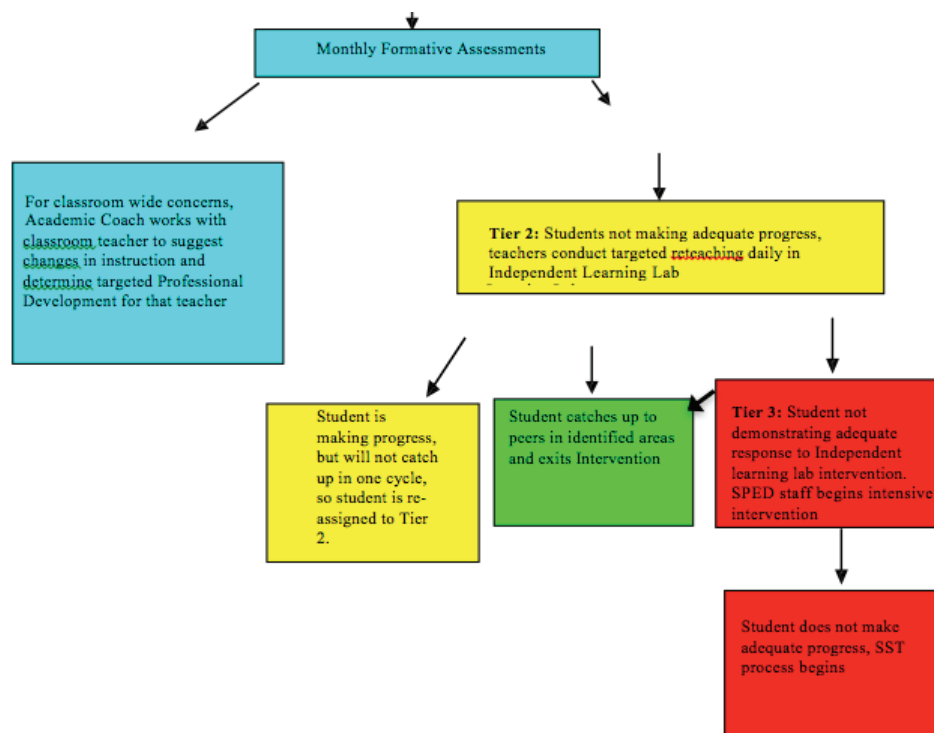 Monthly Formative Assessments
For classroom wide concerns,
Academic Coach works with
classroom teacher to suggest
changes in instruction and
determine targeted Professional
Development for that teacher
Tier 2: Students not making adequate progress,
teachers conduct targeted reteaching daily in
Independent Learning Lab
Student is
making progress,
but will not catch
up in one cycle,
so student is re-
assigned to Tier
2.
Student catches up to
peers in identified areas
and exits Intervention
Tier 3: Student not
demonstrating adequate
response to Independent
learning lab intervention.
SPED staff begins intensive
intervention
Student does not make
adequate progress, SST
process begins